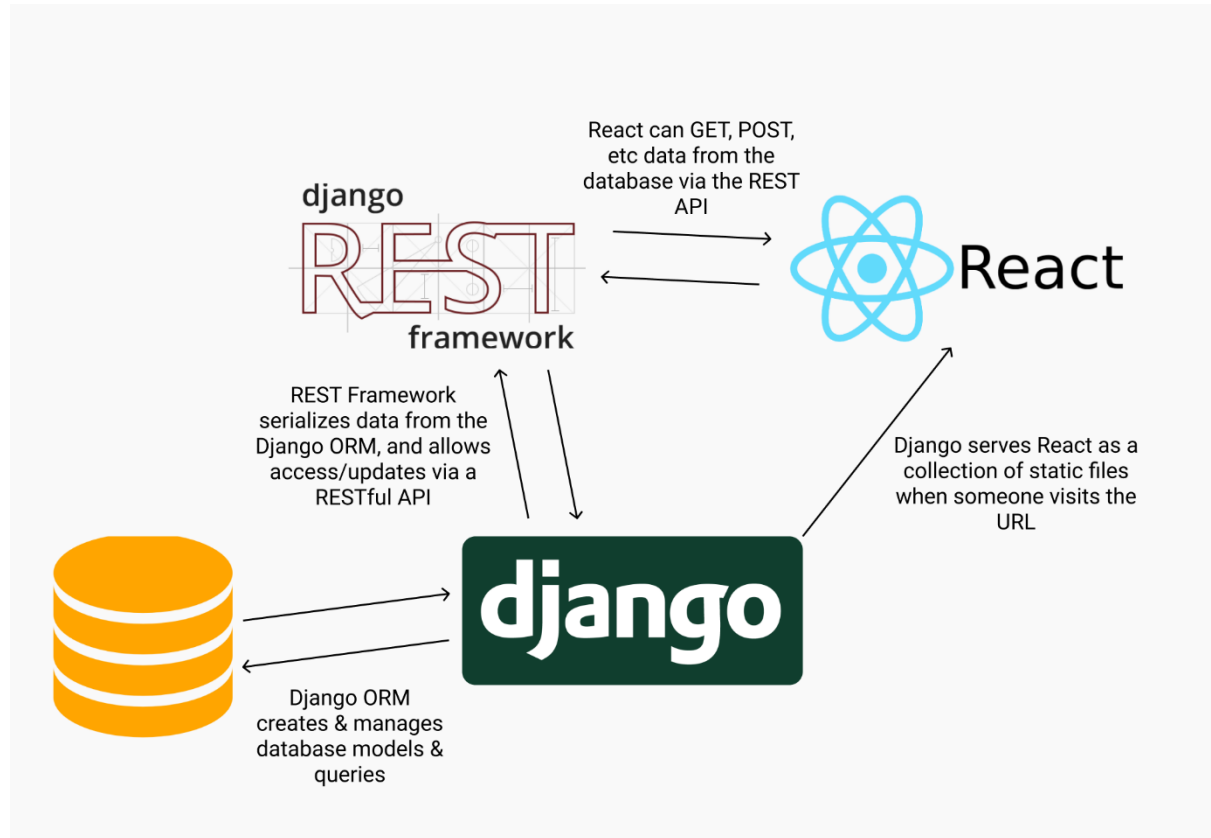 React can GET, POST,
etc data from the
database via the REST
API
django
REST
framework
React
REST Framework
serializes data from the
Django ORM, and allows
access/updates via a
RESTful API
Django serves React as a
collection of static files
when someone visits the
URL
django
Django ORM
creates & manages
database models &
queries